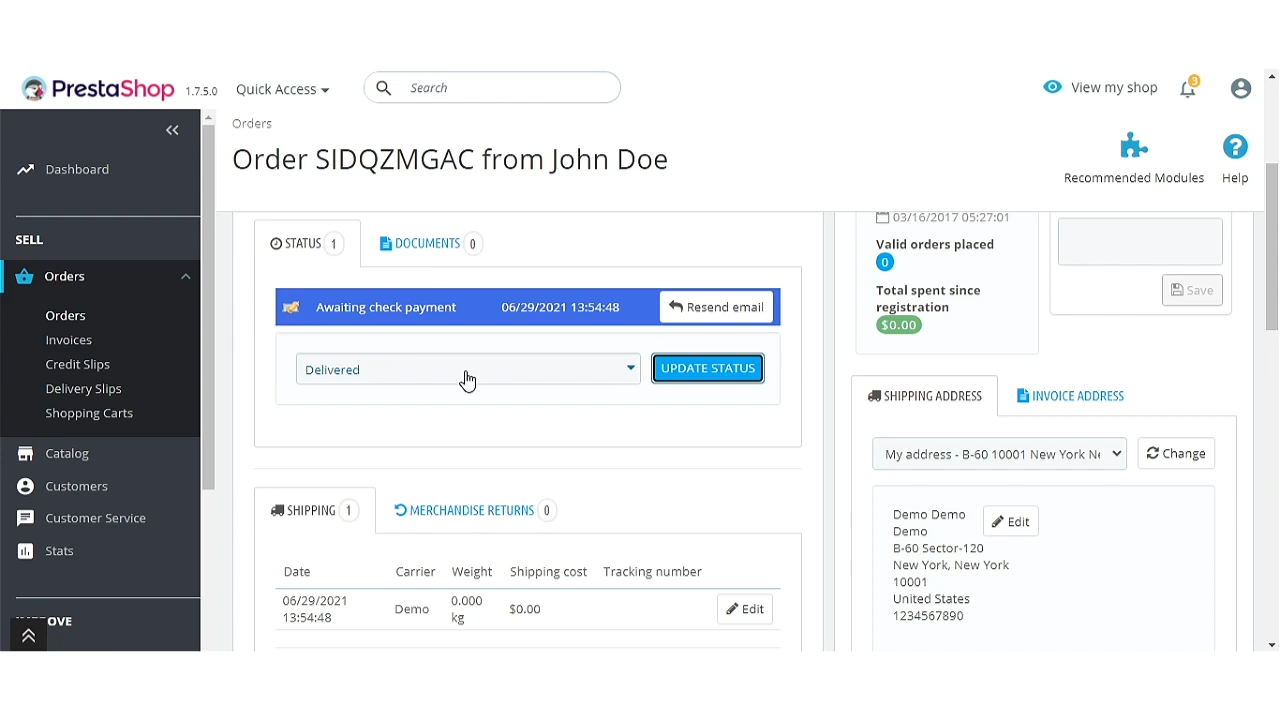 PrestaShop 1.7.5.0 Quick Access Search View my shop 3
Orders
Order SIDQZMGAC from John Doe
Recommended Modules Help
Dashboard
SELL
Orders
Orders
Invoices
Credit Slips
Delivery Slips
Shopping Carts
Catalog
Customers
Customer Service
Stats
STATUS 1 DOCUMENTS 0
Awaiting check payment 06/29/2021 13:54:48 Resend email
Delivered UPDATE STATUS
SHIPPING 1 MERCHANDISE RETURNS 0
Date Carrier Weight Shipping cost Tracking number
06/29/2021
13:54:48 Demo 0.000
kg $0.00 Edit
03/16/2017 05:27:01
Valid orders placed
0
Total spent since
registration
$0.00
Save
SHIPPING ADDRESS INVOICE ADDRESS
My address - B-60 10001 New York Ne Change
Demo Demo Edit
Demo
B-60 Sector-120
New York, New York
10001
United States
1234567890